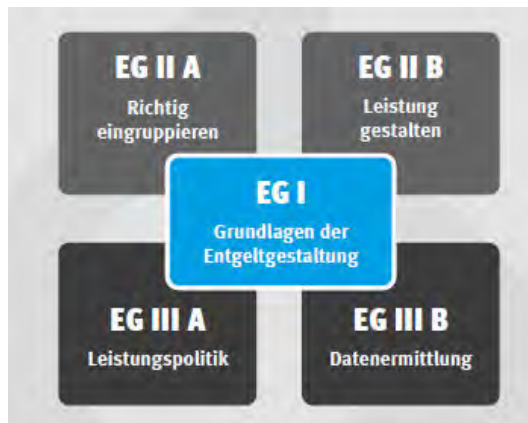 EG II A
Richtig
eingruppieren
EG II B
Leistung
gestalten
EG I
Grundlagen der
Entgeltgestaltung
EG III A
Leistungspolitik
EG III B
Datenermittlung